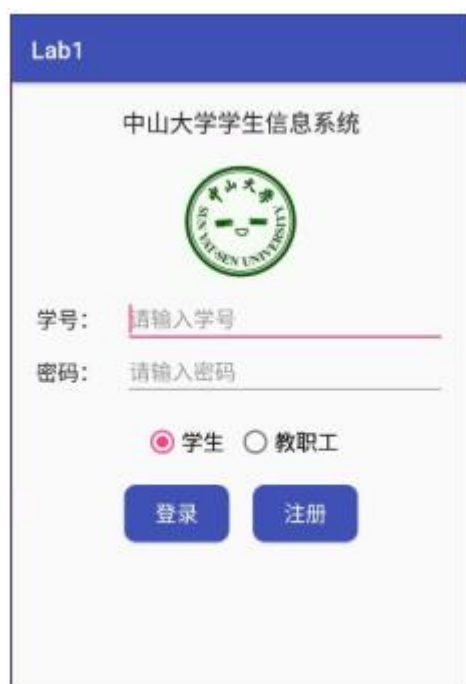 Lab1
中山大学学生信息系统
中山大學
SUN YAT-SEN UNIVERSITY
学号：
请输入学号
密码：
请输入密码
学生 教职工
登录 注册